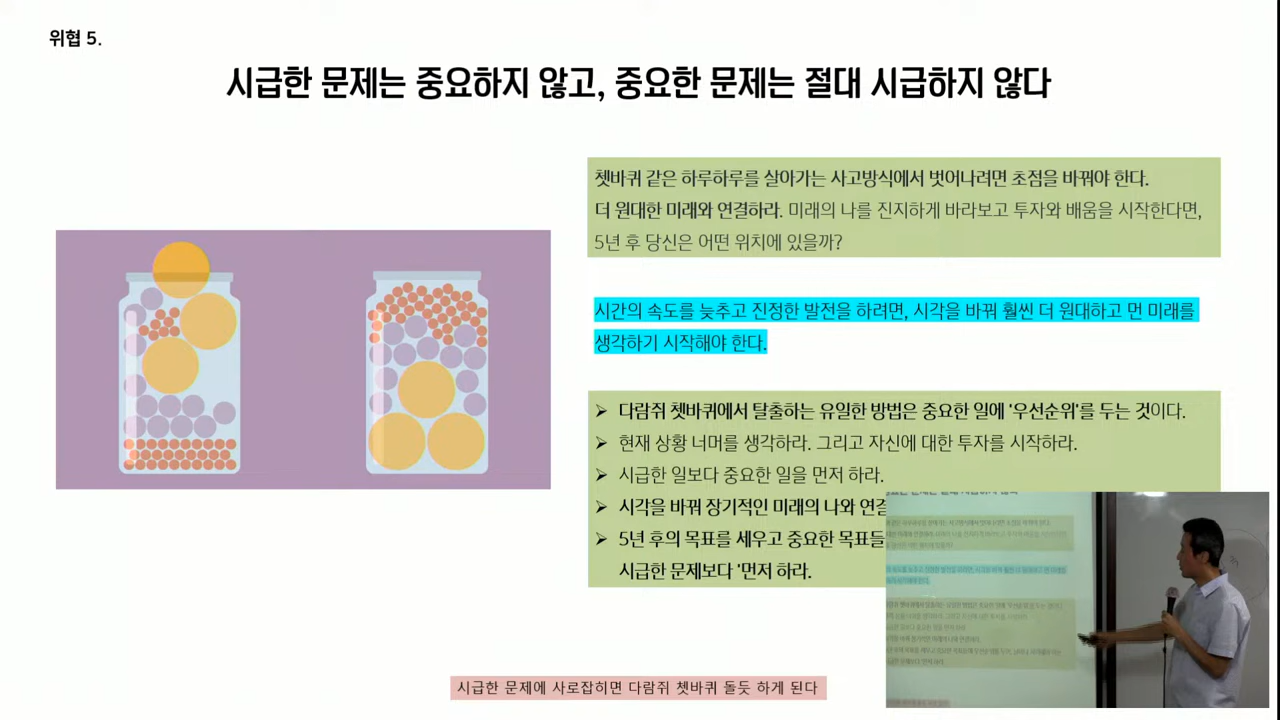 위협 5.
시급한 문제는 중요하지 않고, 중요한 문제는 절대 시급하지 않다
쳇바퀴 같은 하루하루를 살아가는 사고방식에서 벗어나려면 초점을 바꿔야 한다.
더 원대한 미래와 연결하라. 미래의 나를 진지하게 바라보고 투자와 배움을 시작한다면,
5년 후 당신은 어떤 위치에 있을까?
시간의 속도를 늦추고 진정한 발전을 하려면, 시각을 바꿔 훨씬 더 원대하고 먼 미래를
생각하기 시작해야 한다.
➢ 다람쥐 쳇바퀴에서 탈출하는 유일한 방법은 중요한 일에 '우선순위'를 두는 것이다.
➢ 현재 상황 너머를 생각하라. 그리고 자신에 대한 투자를 시작하라.
➢ 시급한 일보다 중요한 일을 먼저 하라.
➢ 시각을 바꿔 장기적인 미래의 나와 연결
➢ 5년 후의 목표를 세우고 중요한 목표들
시급한 문제보다 '먼저 하라.
시급한 문제에 사로잡히면 다람쥐 쳇바퀴 돌듯 하게 된다